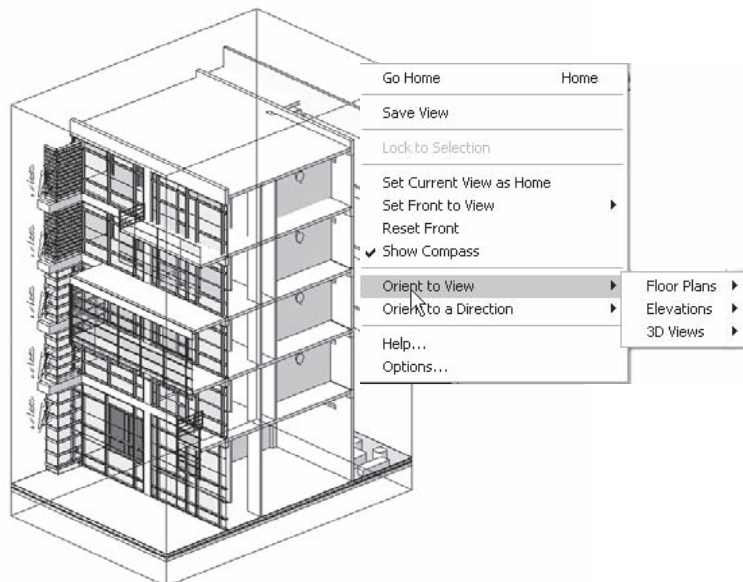 Go Home Home
Save View
Lock to Selection
Set Current View as Home
Set Front to View
Reset Front
Show Compass
Orient to View
Orient to a Direction
Help...
Options...
Floor Plans
Elevations
3D Views